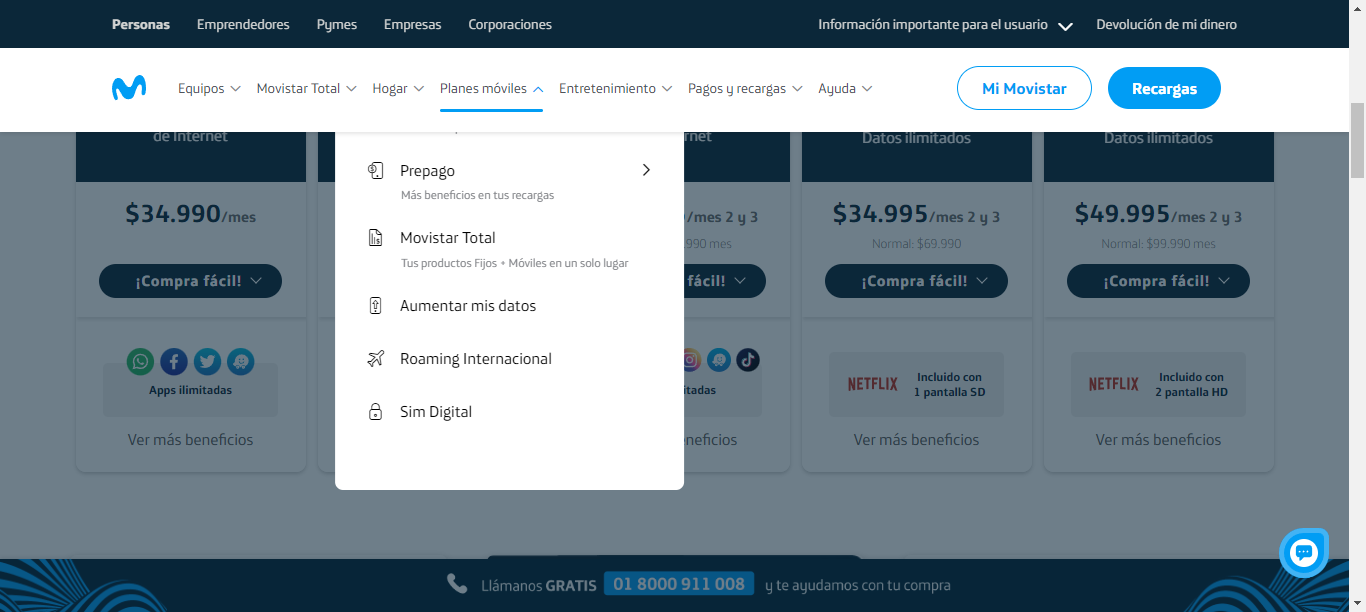 Personas Emprendedores Pymes Empresas Corporaciones Información importante para el usuario Devolución de mi dinero
Equipos Movistar Total Hogar Planes móviles Entretenimiento Pagos y recargas Ayuda Mi Movistar Recargas
de Internet
Datos ilimitados
Datos ilimitados
Prepago
Más beneficios en tus recargas
Movistar Total
Tus productos Fijos + Móviles en un solo lugar
Aumentar mis datos
Roaming Internacional
Sim Digital
$34.990/mes
¡Compra fácil!
Apps ilimitadas
Ver más beneficios
/mes 2 y 3
.990 mes
fácil!
$34.995/mes 2 y 3
Normal: $69.990
¡Compra fácil!
NETFLIX
Incluido con
1 pantalla SD
Ver más beneficios
$49.995/mes 2 y 3
Normal: $99.990 mes
¡Compra fácil!
NETFLIX
Incluido con
2 pantalla HD
Ver más beneficios
Llámanos GRATIS 01 8000 911 008 y te ayudamos con tu compra